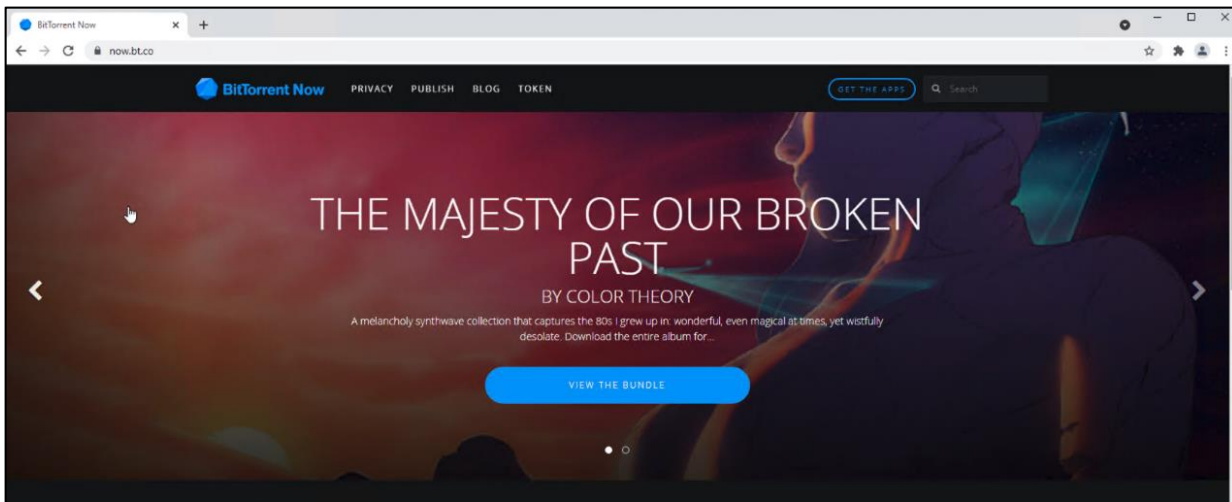 BitTorrent Now
now.bt.co
BitTorrent Now PRIVACY PUBLISH BLOG TOKEN GET THE APPS Search
THE MAJESTY OF OUR BROKEN
PAST
BY COLOR THEORY
A melancholy synthwave collection that captures the 80s I grew up in: wonderful, even magical at times, yet wistfully
desolate. Download the entire album for...
VIEW THE BUNDLE